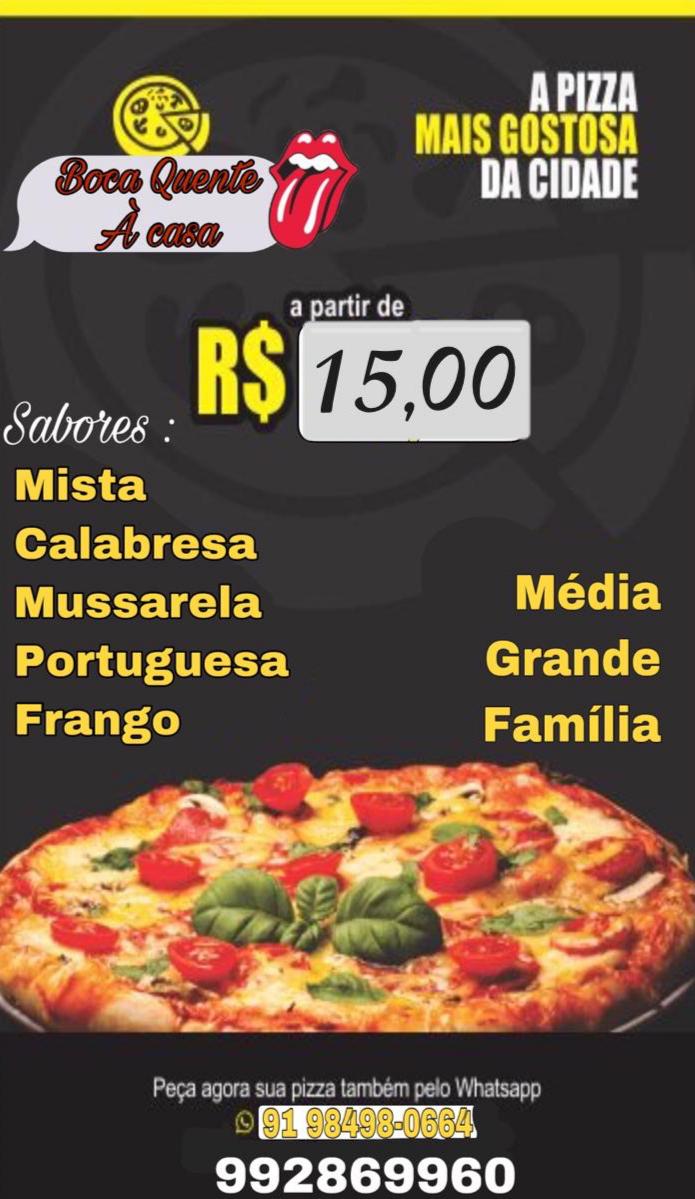 A PIZZA
MAIS GOSTOSA
DA CIDADE
Boca Quente
À casa
a partir de
R$ 15,00
Sabores :
Mista
Calabresa
Mussarela
Portuguesa
Frango
Média
Grande
Família
Peça agora sua pizza também pelo Whatsapp
91 98498-0664
992869960